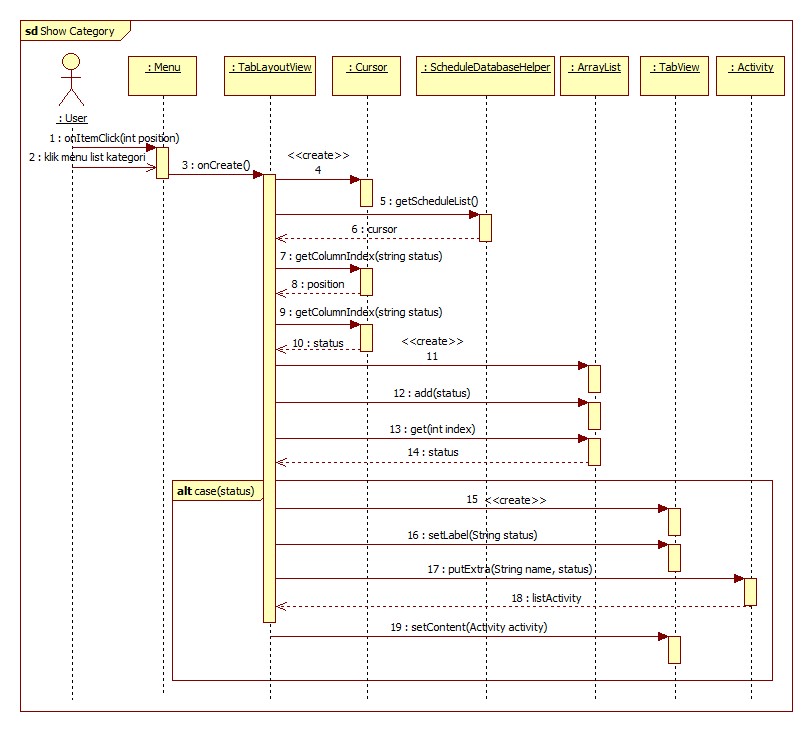 sd Show Category
: Menu
: TabLayoutView
: Cursor
: ScheduleDatabaseHelper
: ArrayList
: TabView
: Activity
: User
1 : onItemClick(int position)
2 : klik menu list kategori
3 : onCreate()
<<create>>
4
5 : getScheduleList()
6 : cursor
7 : getColumnIndex(string status)
8 : position
9 : getColumnIndex(string status)
10 : status
<<create>>
11
12 : add(status)
13 : get(int index)
14 : status
alt case(status)
15 <<create>>
16 : setLabel(String status)
17 : putExtra(String name, status)
18 : listActivity
19 : setContent(Activity activity)